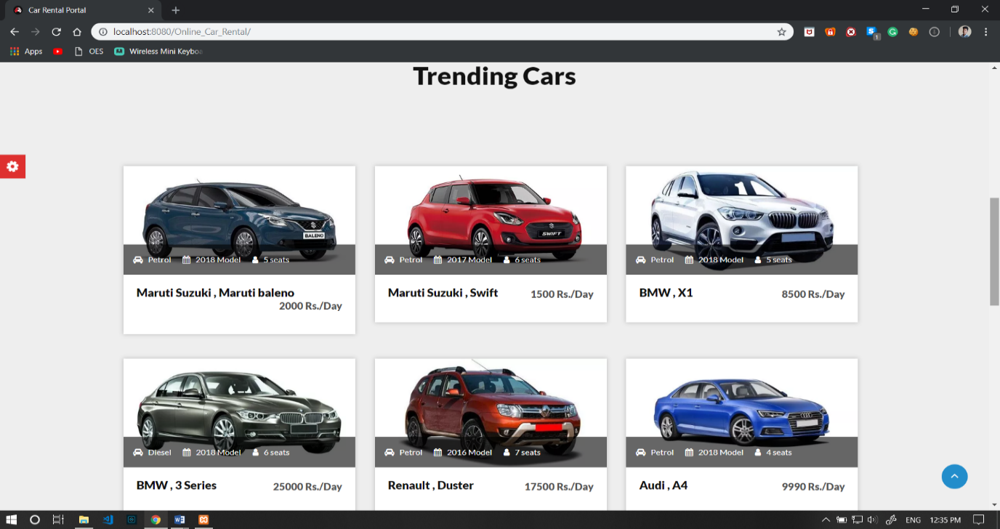 Car Rental Portal
localhost:8080/Online_Car_Rental/
1
Apps
OES
Wireless Mini Keyboa
Trending Cars
BALENO
Petrol 2018 Model 5 seats
Maruti Suzuki , Maruti baleno
2000 Rs./Day
SWIFT
Petrol 2017 Model 6 seats
Maruti Suzuki , Swift 1500 Rs./Day
Petrol 2018 Model 5 seats
BMW , X1 8500 Rs./Day
Diesel 2018 Model 6 seats
BMW , 3 Series 25000 Rs./Day
Petrol 2016 Model 7 seats
Renault , Duster 17500 Rs./Day
Petrol 2018 Model 4 seats
Audi , A4 9990 Rs./Day
ENG 12:35 PM